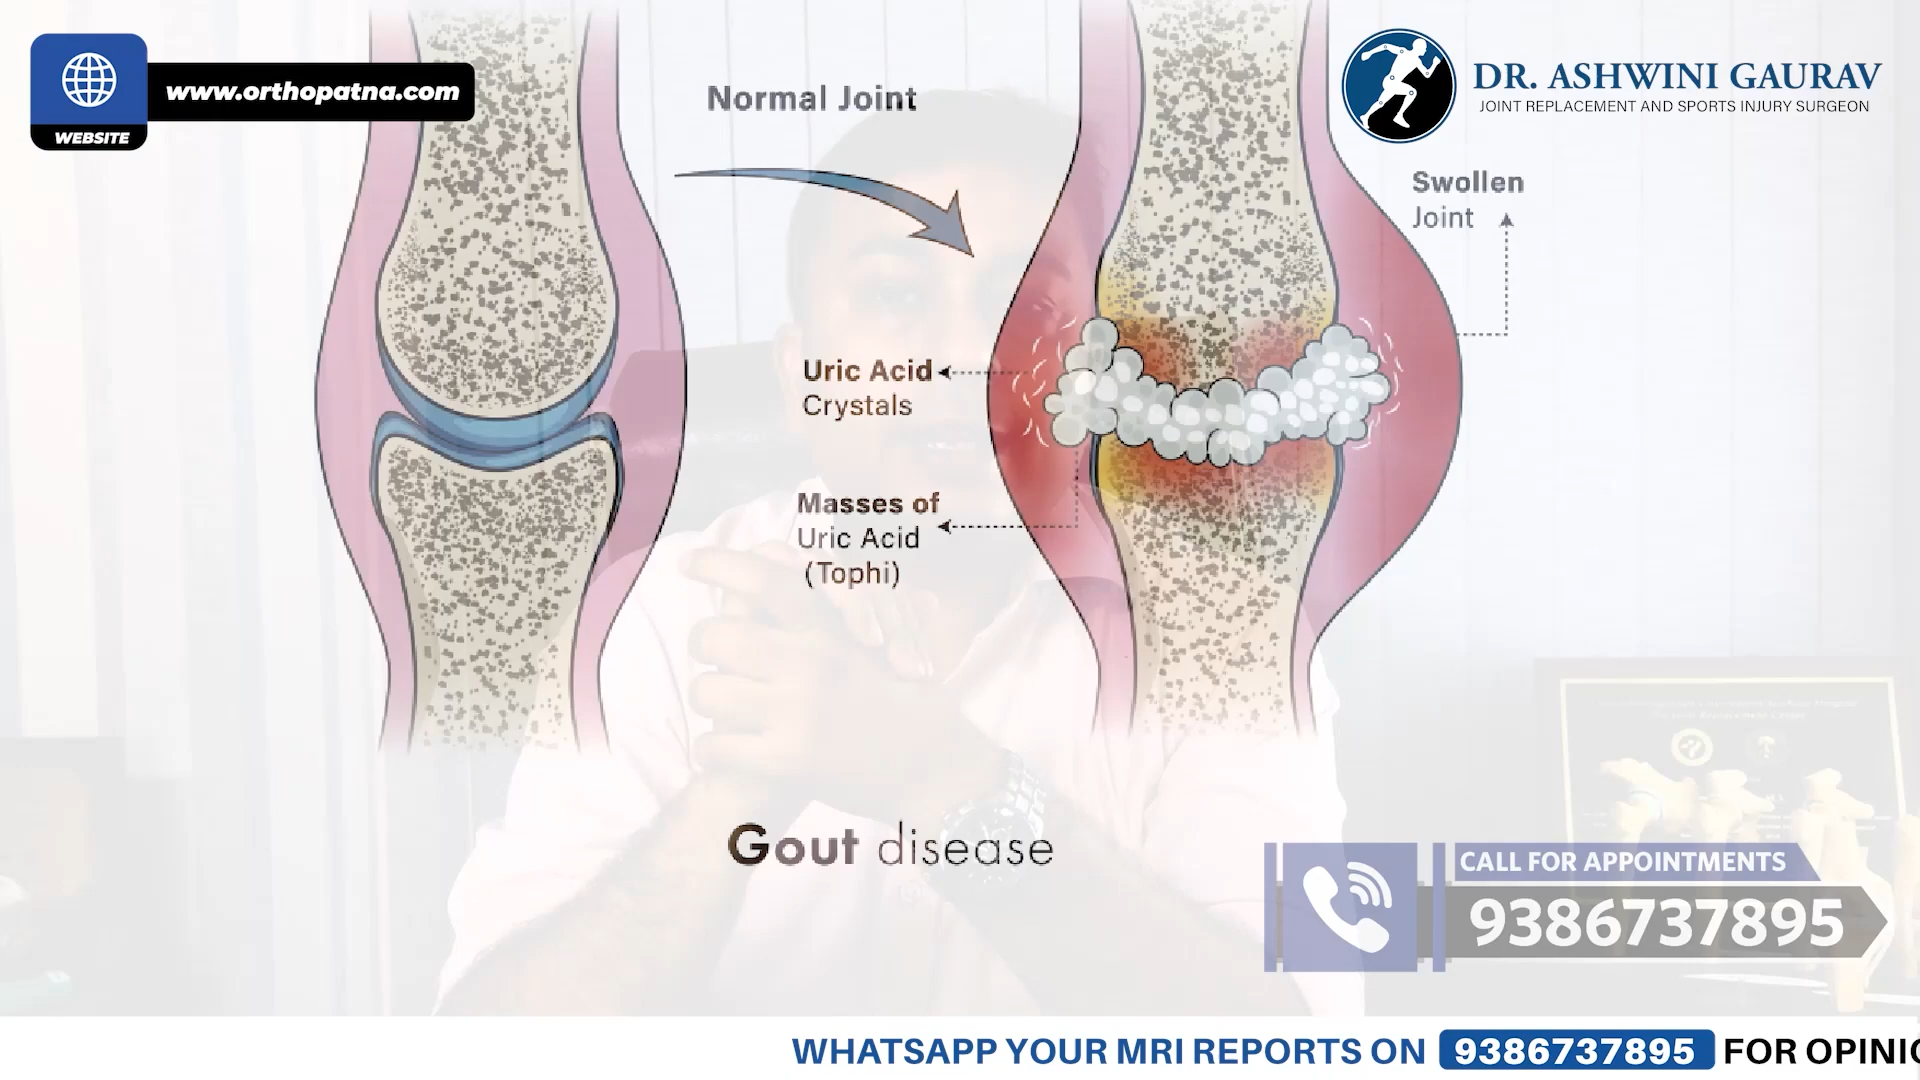 www.orthopatna.com
WEBSITE
DR. ASHWINI GAURAV
JOINT REPLACEMENT AND SPORTS INJURY SURGEON
Normal Joint
Swollen
Joint
Uric Acid
Crystals
Masses of
Uric Acid
(Tophi)
Gout disease
CALL FOR APPOINTMENTS
9386737895
WHATSAPP YOUR MRI REPORTS ON 9386737895 FOR